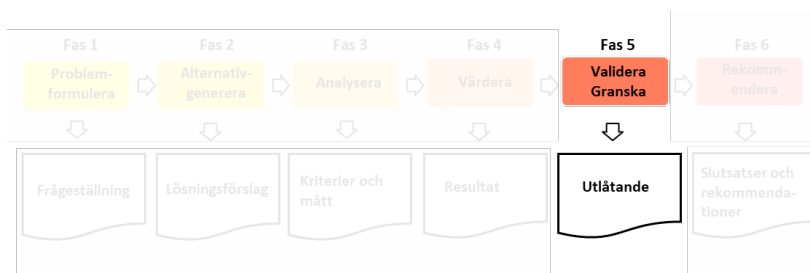 Fas 1
Fas 2
Fas 3
Fas 4
Fas 5
Fas 6
Problem-
formulera
Alternativ-
generera
Analysera
Värdera
Validera
Granska
Rekomm-
endera
Frågeställning
Lösningsförslag
Kriterier och
mått
Resultat
Utlåtande
Slutsatser och
rekommenda-
tioner